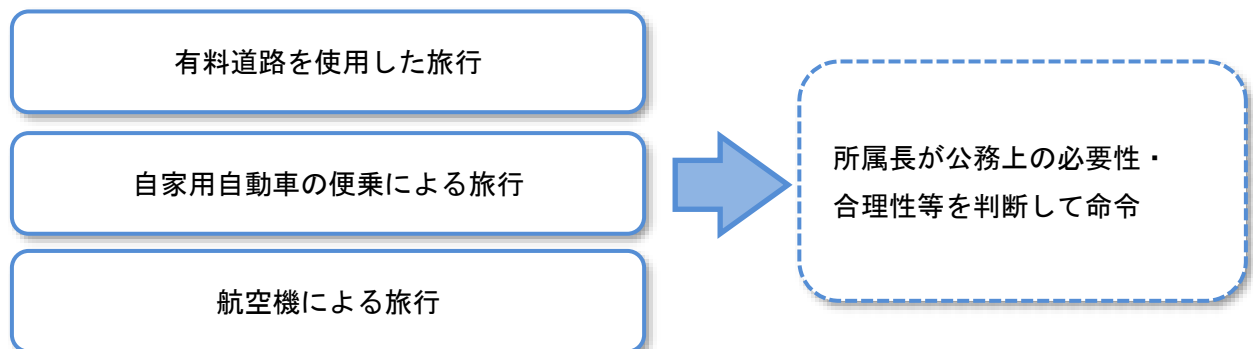 有料道路を使用した旅行
自家用自動車の便乗による旅行
航空機による旅行
所属長が公務上の必要性・
合理性等を判断して命令